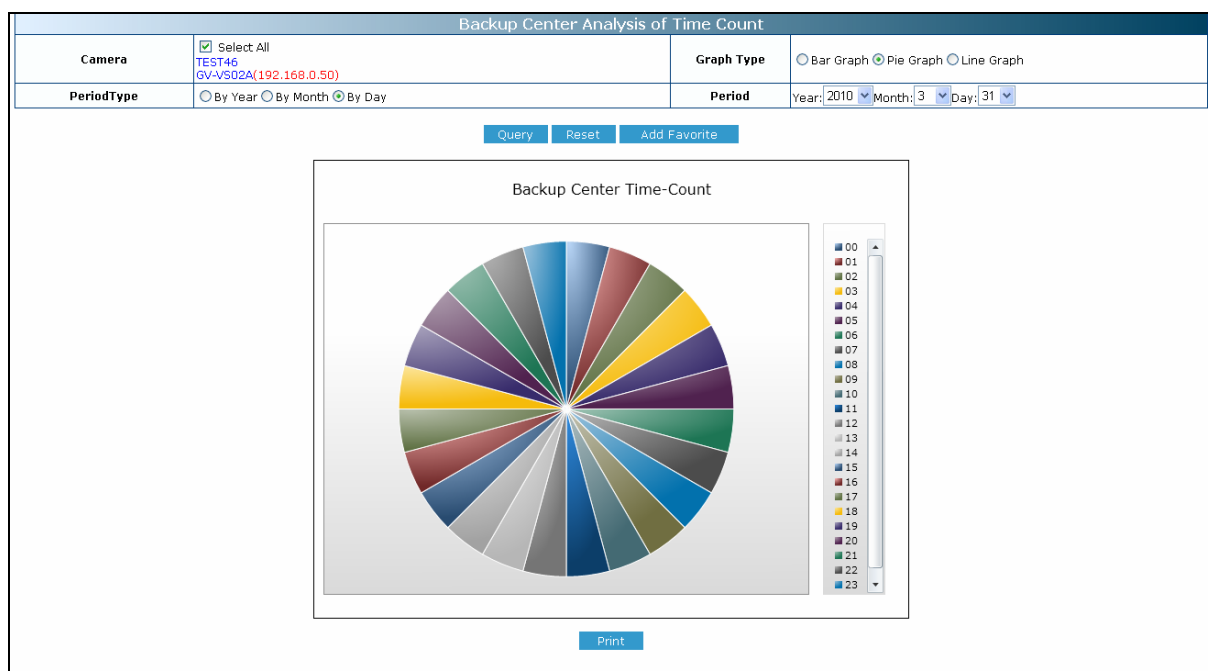 Backup Center Analysis of Time Count
Camera
Select All
TEST46
GV-VS02A(192.168.0.50)
Graph Type
Bar Graph Pie Graph Line Graph
PeriodType
By Year By Month By Day
Period
Year: 2010 Month: 3 Day: 31
Query Reset Add Favorite
Backup Center Time-Count
00
01
02
03
04
05
06
07
08
09
10
11
12
13
14
15
16
17
18
19
20
21
22
23
Print